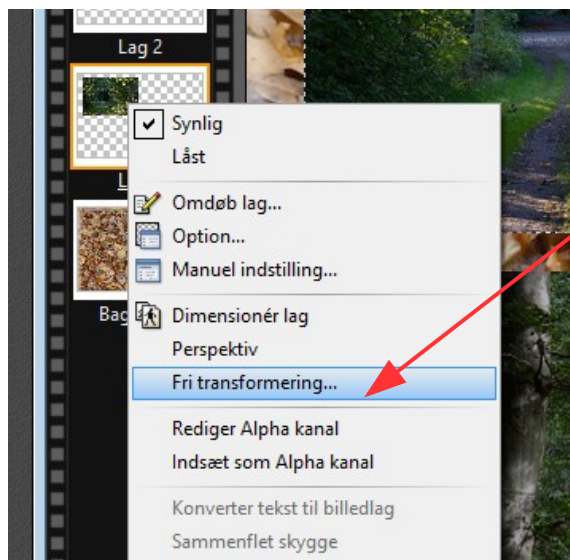 Lag 2
L
Synlig
Låst
Omdøb lag...
Option...
Manuel indstilling...
Bag
Dimensionér lag
Perspektiv
Fri transformering...
Rediger Alpha kanal
Indsæt som Alpha kanal
Konverter tekst til billedlag
Sammenflet skygge